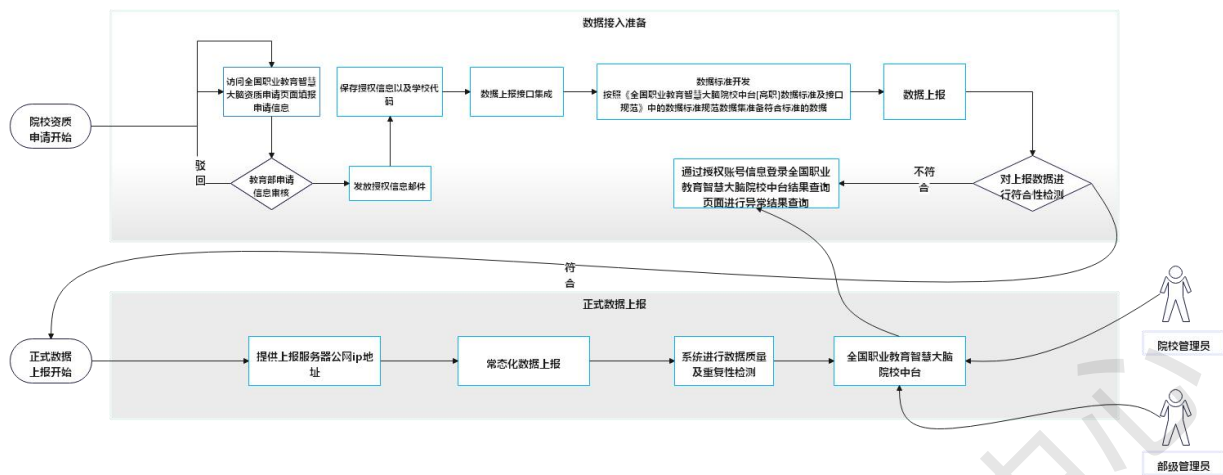 数据接入准备
院校资质
申请开始
访问全国职业教育智慧
大脑资质申请页面填报
申请信息
驳
回
教育部申请
信息审核
发放授权信息邮件
保存授权信息以及学校代
码
数据上报接口集成
数据标准开发
按照《全国职业教育智慧大脑院校中台[高职]数据标准及接口
规范》中的数据标准规范数据集准备符合标准的数据
数据上报
对上报数据进
行符合性检测
不符
合
通过授权账号信息登录全国职业
教育智慧大脑院校中台结果查询
页面进行异常结果查询
符
合
正式数据上报
正式数据
上报开始
提供上报服务器公网ip地
址
常态化数据上报
系统进行数据质量
及重复性检测
全国职业教育智慧大脑
院校中台
院校管理员
部级管理员
中心